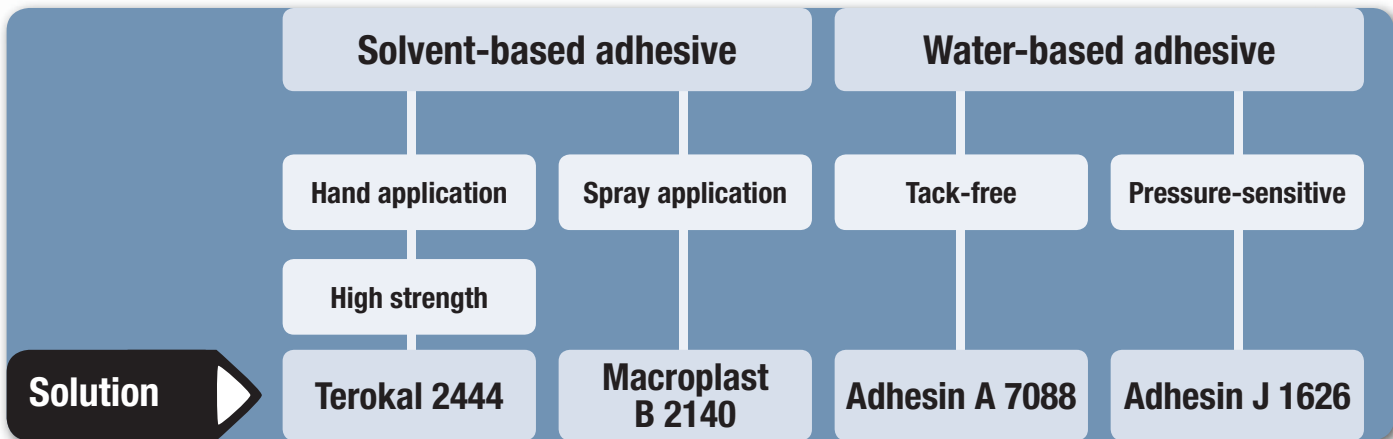 Solvent-based adhesive
Water-based adhesive
Hand application
Spray application
Tack-free
Pressure-sensitive
High strength
Solution
Terokal 2444
Macroplast
B 2140
Adhesin A 7088
Adhesin J 1626